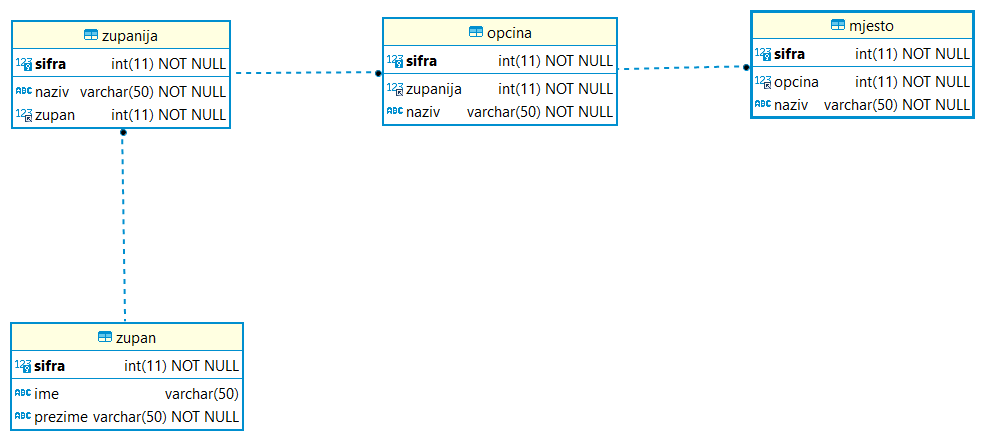 zupanija
123 sifra int(11) NOT NULL
ABC naziv varchar(50) NOT NULL
123 zupan int(11) NOT NULL
opcina
123 sifra int(11) NOT NULL
123 zupanija int(11) NOT NULL
ABC naziv varchar(50) NOT NULL
mjesto
123 sifra int(11) NOT NULL
123 opcina int(11) NOT NULL
ABC naziv varchar(50) NOT NULL
zupan
123 sifra int(11) NOT NULL
ABC ime varchar(50)
ABC prezime varchar(50) NOT NULL